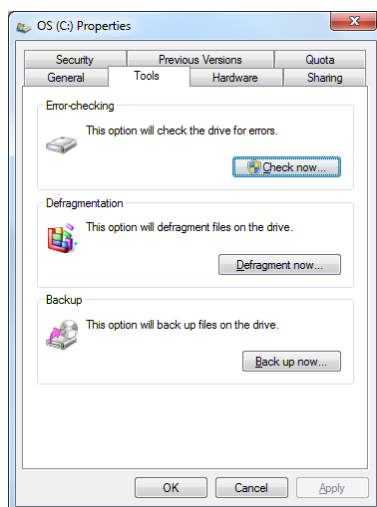 OS (C:) Properties
Security Previous Versions Quota
General Tools Hardware Sharing
Error-checking
This option will check the drive for errors.
Check now...
Defragmentation
This option will defragment files on the drive.
Defragment now...
Backup
This option will back up files on the drive.
Back up now...
OK Cancel Apply